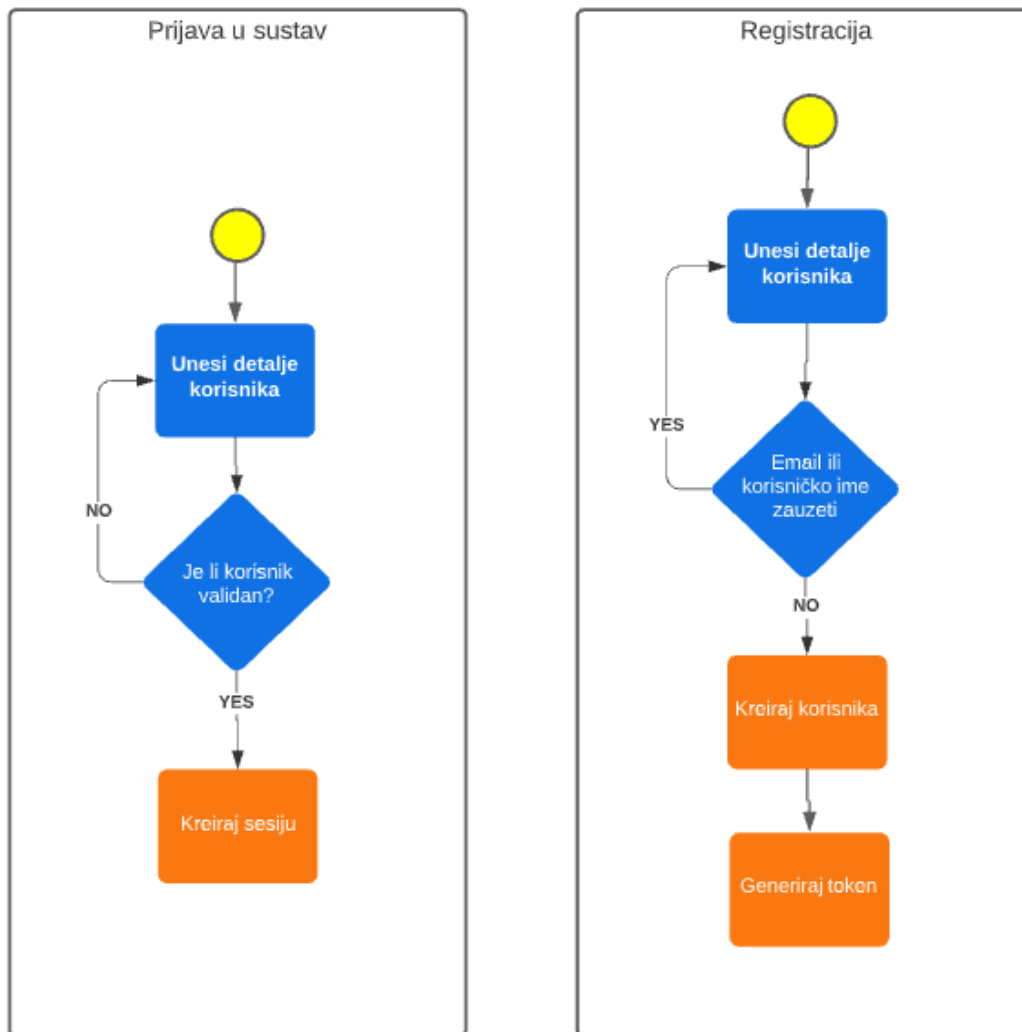 Prijava u sustav
Unesi detalje
korisnika
NO
Je li korisnik
validan?
YES
Kreiraj sesiju
Registracija
Unesi detalje
korisnika
YES
Email ili
korisničko ime
zauzeti
NO
Kreiraj korisnika
Generiraj token